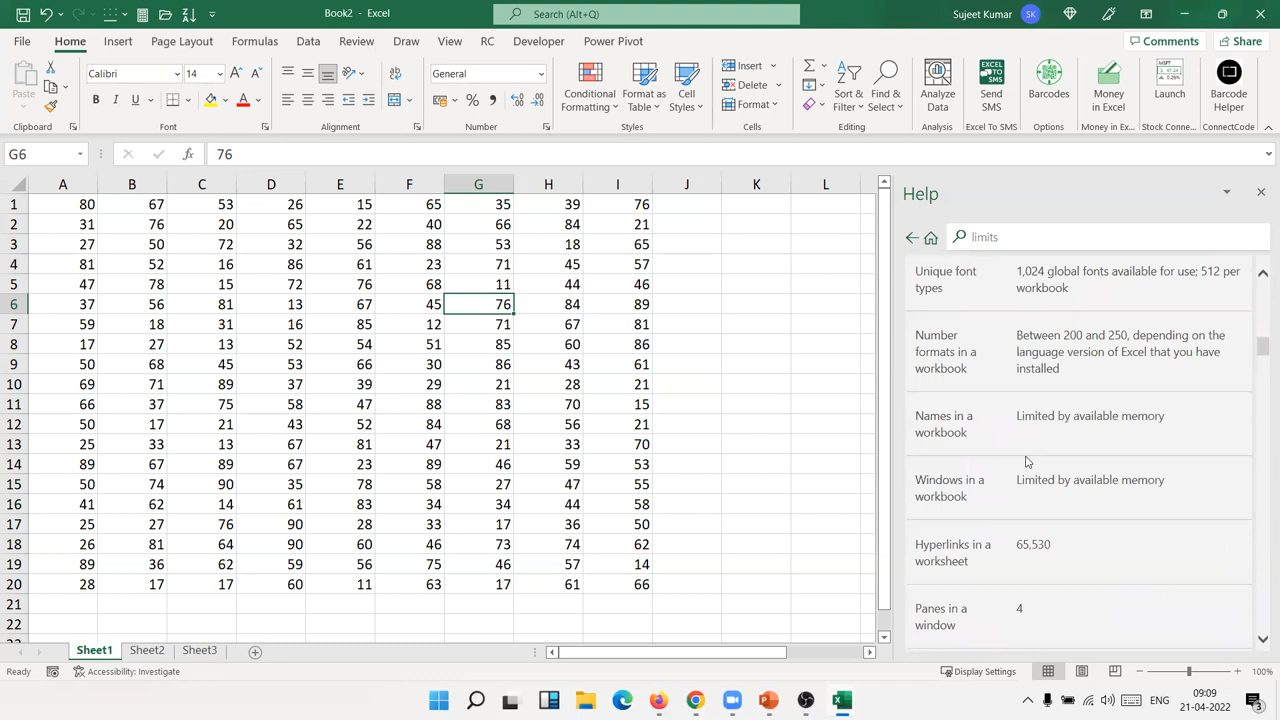 Book2 - Excel
Search (Alt+Q)
Sujeet Kumar
SK
File Home Insert Page Layout Formulas Data Review Draw View RC Developer Power Pivot
Comments Share
Paste
Calibri 14
B I U
General
Conditional Formatting
Format as Table
Cell Styles
Insert
Delete
Format
Sort & Filter
Find & Select
Analyze Data
Send SMS
Barcodes
Money in Excel
Launch
Barcode Helper
Clipboard Font Alignment Number Styles Cells Editing Analysis Excel To SMS Options Money in Ex... Stock Conne... ConnectCode
G6 fx 76
A B C D E F G H I J K L
1 80 67 53 26 15 65 35 39 76
2 31 76 20 65 22 40 66 84 21
3 27 50 72 32 56 88 53 18 65
4 81 52 16 86 61 23 71 45 57
5 47 78 15 72 76 68 11 44 46
6 37 56 81 13 67 45 76 84 89
7 59 18 31 16 85 12 71 67 81
8 17 27 13 52 54 51 85 60 86
9 50 68 45 53 66 30 86 43 61
10 69 71 89 37 39 29 21 28 21
11 66 37 75 58 47 88 83 70 15
12 50 17 21 43 52 84 68 56 21
13 25 33 13 67 81 47 21 33 70
14 89 67 89 67 23 89 46 59 53
15 50 74 90 35 78 58 27 47 55
16 41 62 14 61 83 34 34 44 58
17 25 27 76 90 28 33 17 36 50
18 26 81 64 90 60 46 73 74 62
19 89 36 62 59 56 75 46 57 14
20 28 17 17 60 11 63 17 61 66
21
22
Help
limits
Unique font types
1,024 global fonts available for use; 512 per workbook
Number formats in a workbook
Between 200 and 250, depending on the language version of Excel that you have installed
Names in a workbook
Limited by available memory
Windows in a workbook
Limited by available memory
Hyperlinks in a worksheet
65,530
Panes in a window
4
Sheet1 Sheet2 Sheet3
Ready Accessibility: Investigate
Display Settings
100%
ENG
09:09
21-04-2022
3